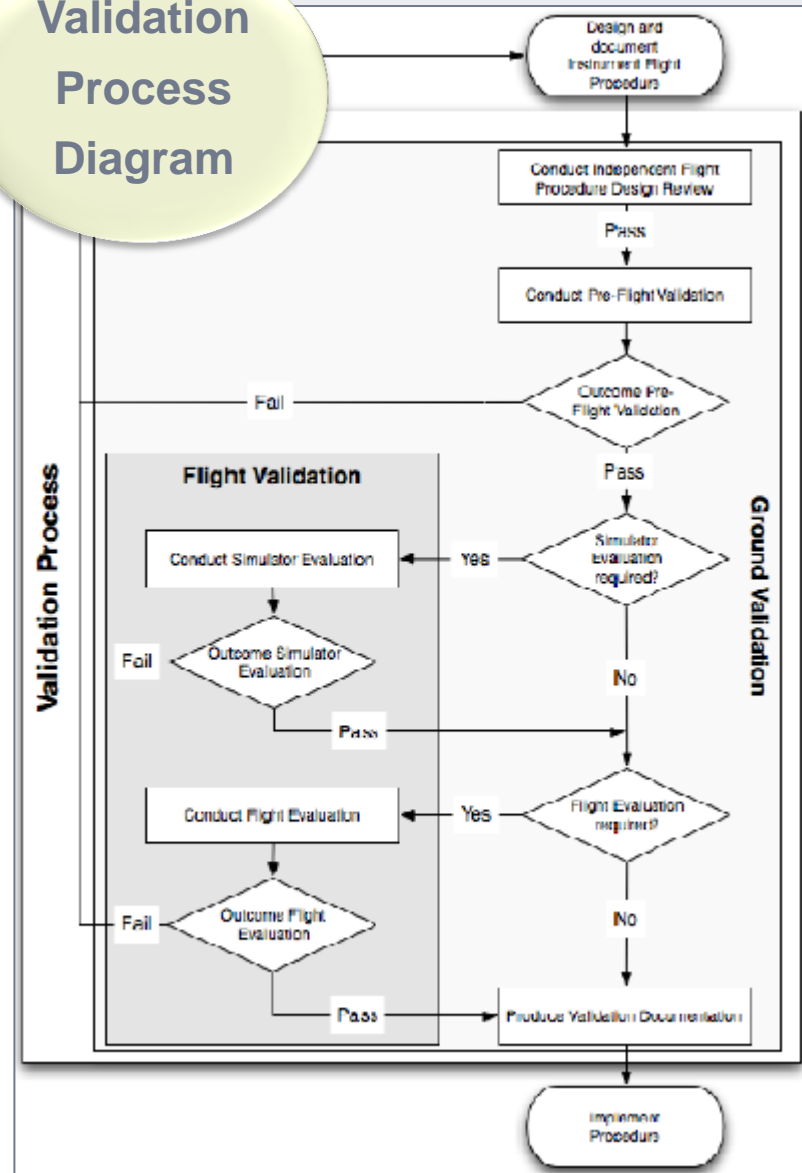 Validation
Process
Diagram
Design and
document
Instrument Flight
Procedure
Conduct Independent Flight
Procedure Design Review
Pass
Conduct Pre-Flight Validation
Outcome Pre-
Flight Validation
Fail
Pass
Flight Validation
Simulator
Evaluation
required?
Yes
Conduct Simulator Evaluation
Outcome Simulator
Evaluation
Fail
No
Pass
Flight Evaluation
required?
Yes
Conduct Flight Evaluation
Outcome Flight
Evaluation
Fail
No
Pass
Produce Validation Documentation
Implement
Procedure
Validation Process
Ground Validation